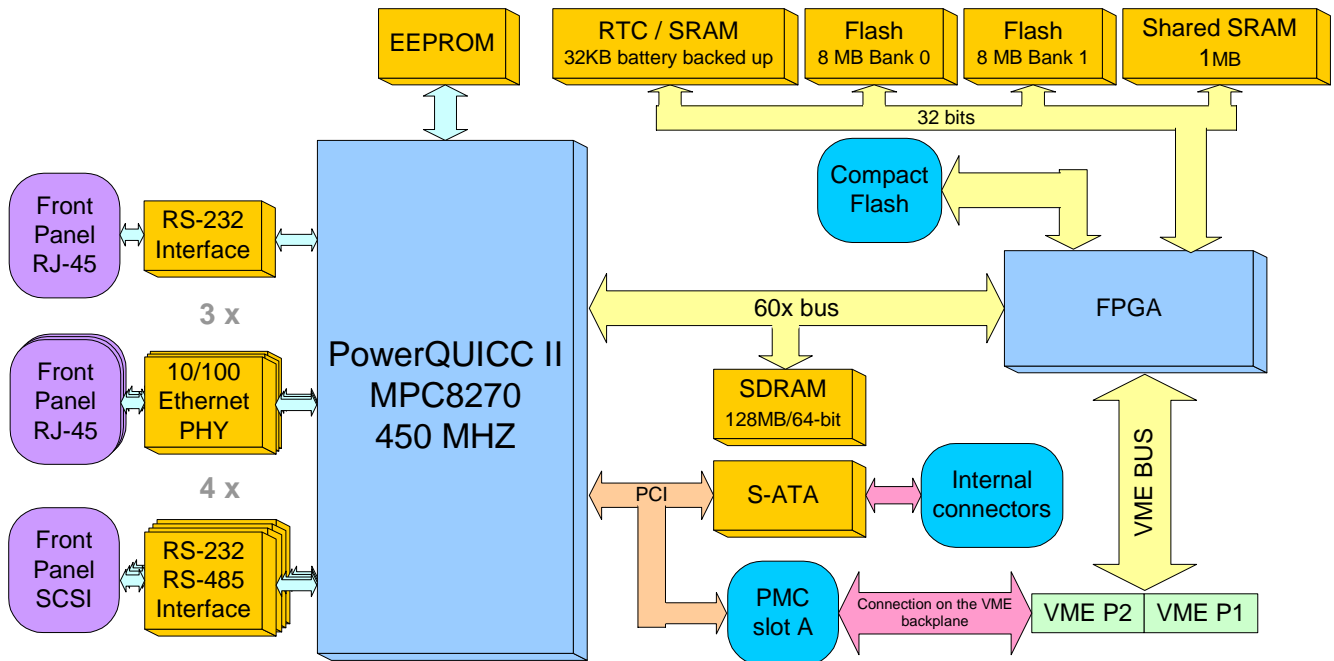 EEPROM
RTC / SRAM
32KB battery backed up
Flash
8 MB Bank 0
Flash
8 MB Bank 1
Shared SRAM
1MB
32 bits
Compact
Flash
Front
Panel
RJ-45
RS-232
Interface
3 x
60x bus
FPGA
PowerQUICC II
MPC8270
450 MHZ
Front
Panel
RJ-45
10/100
Ethernet
PHY
SDRAM
128MB/64-bit
4 x
PCI
S-ATA
Internal
connectors
VME BUS
Front
Panel
SCSI
RS-232
RS-485
Interface
PMC
slot A
Connection on the VME
backplane
VME P2
VME P1